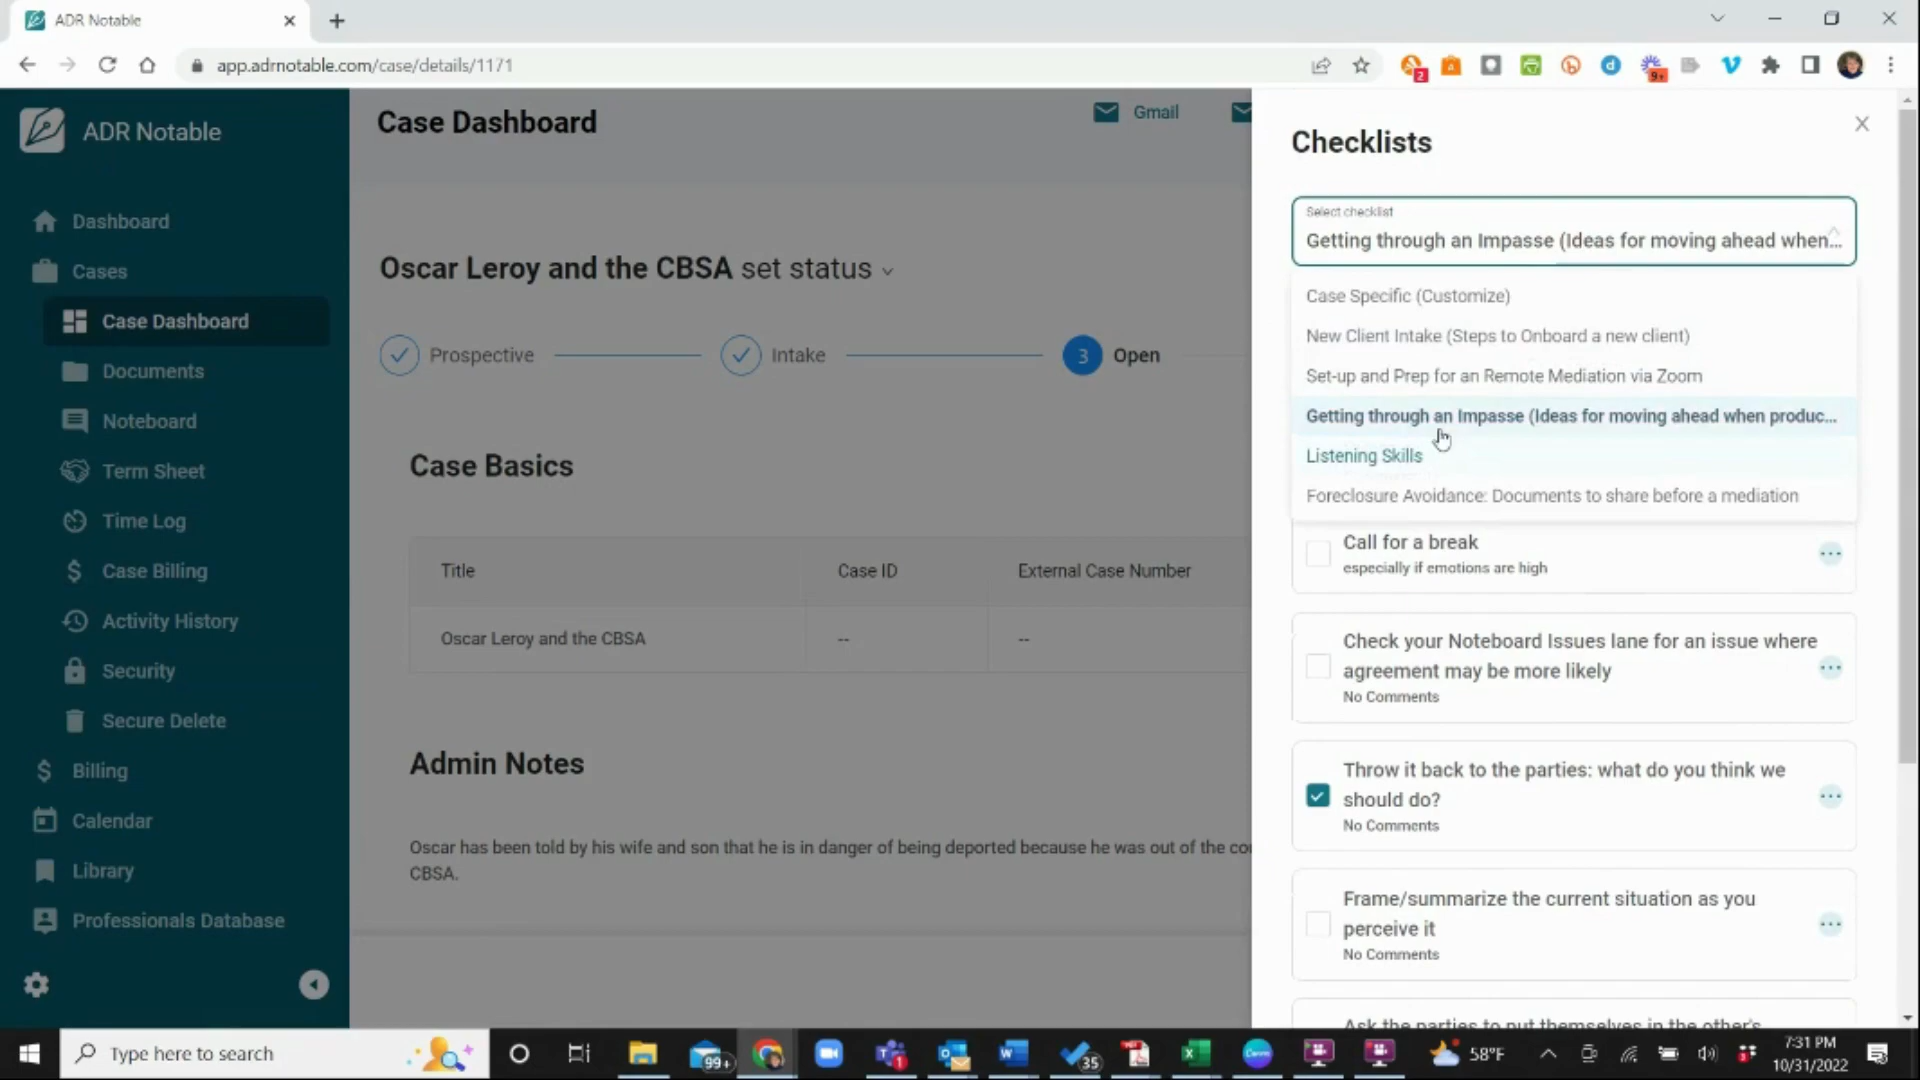 ADR Notable
app.adrnotable.com/case/details/1171
2
9+
ADR Notable
Dashboard
Cases
Case Dashboard
Documents
Noteboard
Term Sheet
Time Log
Case Billing
Activity History
Security
Secure Delete
Billing
Calendar
Library
Professionals Database
Case Dashboard
Gmail
Oscar Leroy and the CBSA set status
Prospective
Intake
3 Open
Case Basics
Title Case ID External Case Number
Oscar Leroy and the CBSA -- --
Admin Notes
Oscar has been told by his wife and son that he is in danger of being deported because he was out of the
CBSA.
Checklists
Select checklist
Getting through an Impasse (Ideas for moving ahead when...
Case Specific (Customize)
New Client Intake (Steps to Onboard a new client)
Set-up and Prep for an Remote Mediation via Zoom
Getting through an Impasse (Ideas for moving ahead when produc...
Listening Skills
Foreclosure Avoidance: Documents to share before a mediation
Call for a break
especially if emotions are high
Check your Noteboard Issues lane for an issue where
agreement may be more likely
No Comments
Throw it back to the parties: what do you think we
should do?
No Comments
Frame/summarize the current situation as you
perceive it
No Comments
Ask the parties to put themselves in the other's
Type here to search
99+
1
35
58°F
7:31 PM
10/31/2022